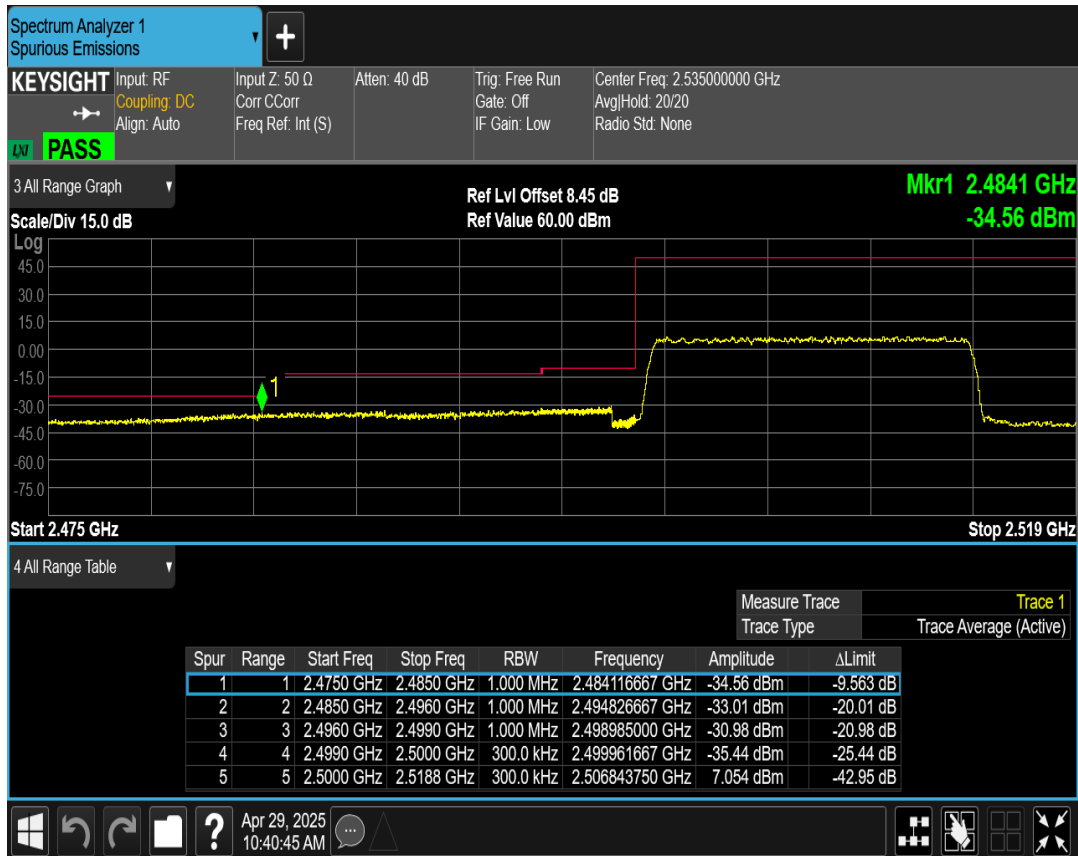 Spectrum Analyzer 1
Spurious Emissions
+
KEYSIGHT
Input: RF
Coupling: DC
Align: Auto
Input Z: 50 Ω
Corr CCorr
Freq Ref: Int (S)
Atten: 40 dB
Trig: Free Run
Gate: Off
IF Gain: Low
Center Freq: 2.535000000 GHz
Avg|Hold: 20/20
Radio Std: None
LXI PASS
3 All Range Graph
Scale/Div 15.0 dB
Ref Lvl Offset 8.45 dB
Ref Value 60.00 dBm
Mkr1 2.4841 GHz
-34.56 dBm
Log
45.0
30.0
15.0
0.00
-15.0
-30.0
-45.0
-60.0
-75.0
1
Start 2.475 GHz
Stop 2.519 GHz
4 All Range Table
Measure Trace Trace 1
Trace Type Trace Average (Active)
Spur Range Start Freq Stop Freq RBW Frequency Amplitude ΔLimit
1 1 2.4750 GHz 2.4850 GHz 1.000 MHz 2.484116667 GHz -34.56 dBm -9.563 dB
2 2 2.4850 GHz 2.4960 GHz 1.000 MHz 2.494826667 GHz -33.01 dBm -20.01 dB
3 3 2.4960 GHz 2.4990 GHz 1.000 MHz 2.498985000 GHz -30.98 dBm -20.98 dB
4 4 2.4990 GHz 2.5000 GHz 300.0 kHz 2.499961667 GHz -35.44 dBm -25.44 dB
5 5 2.5000 GHz 2.5188 GHz 300.0 kHz 2.506843750 GHz 7.054 dBm -42.95 dB
?
Apr 29, 2025
10:40:45 AM